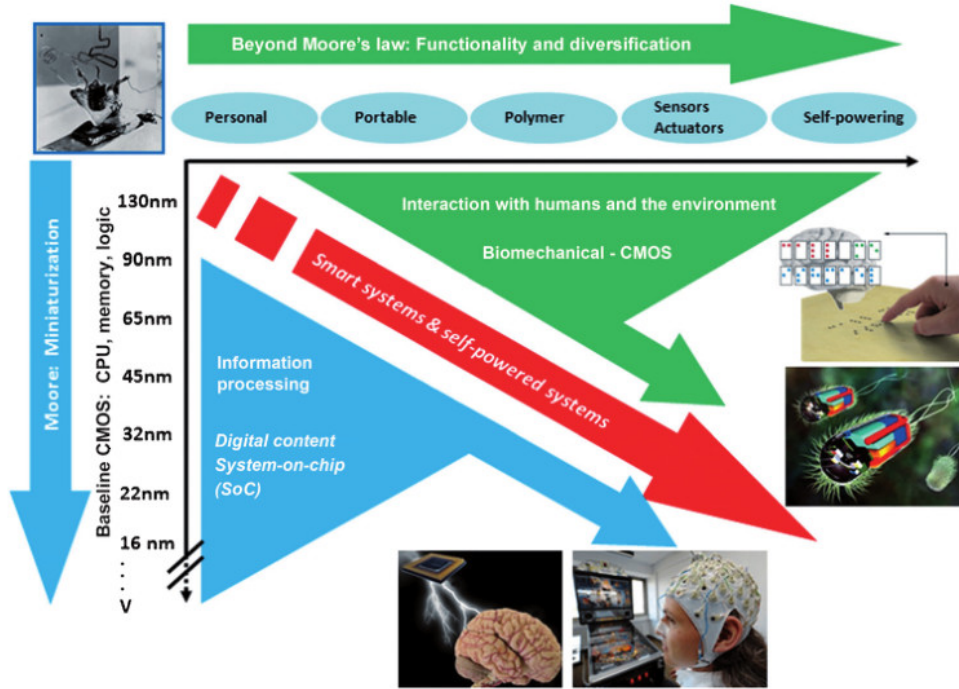 Beyond Moore's law: Functionality and diversification
Personal
Portable
Polymer
Sensors
Actuators
Self-powering
Moore: Miniaturization
Baseline CMOS: CPU, memory, logic
130nm
90nm
65nm
45nm
32nm
22nm
16 nm
V
Interaction with humans and the environment
Biomechanical - CMOS
Smart systems & self-powered systems
Information
processing
Digital content
System-on-chip
(SoC)